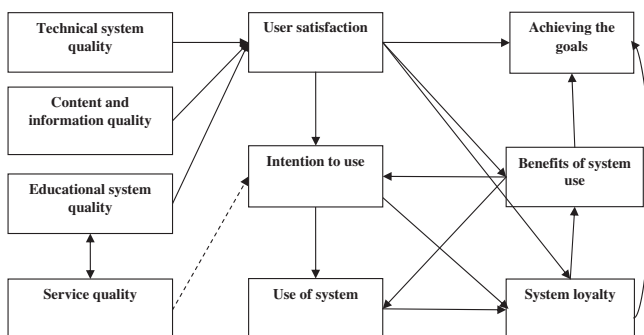 Technical system
quality
User satisfaction
Achieving the
goals
Content and
information quality
Intention to use
Benefits of system
use
Educational system
quality
Service quality
Use of system
System loyalty